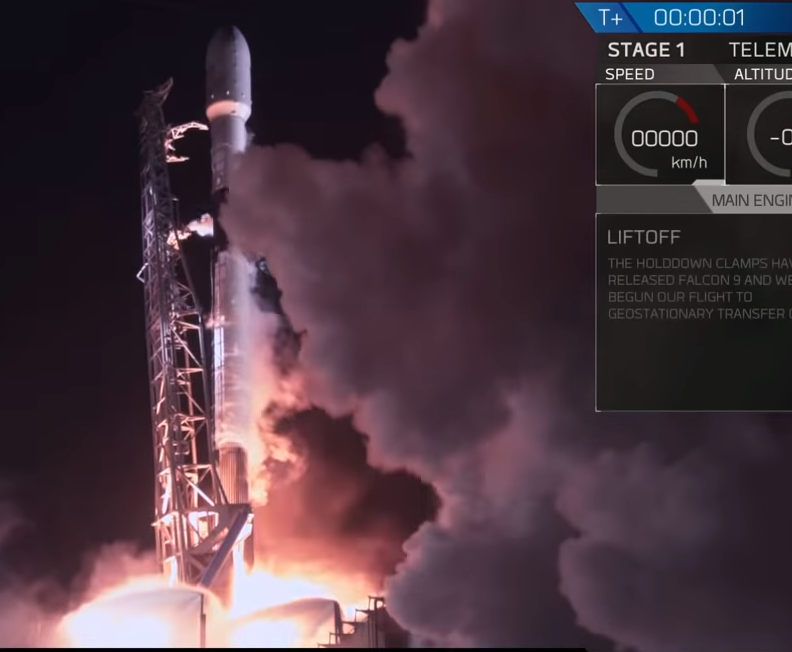 T+ 00:00:01
STAGE 1 TELEM
SPEED ALTITUD
00000 -0
km/h
MAIN ENGIN
LIFTOFF
THE HOLDDOWN CLAMPS HAV
RELEASED FALCON 9 AND WE
BEGUN OUR FLIGHT TO
GEOSTATIONARY TRANSFER O